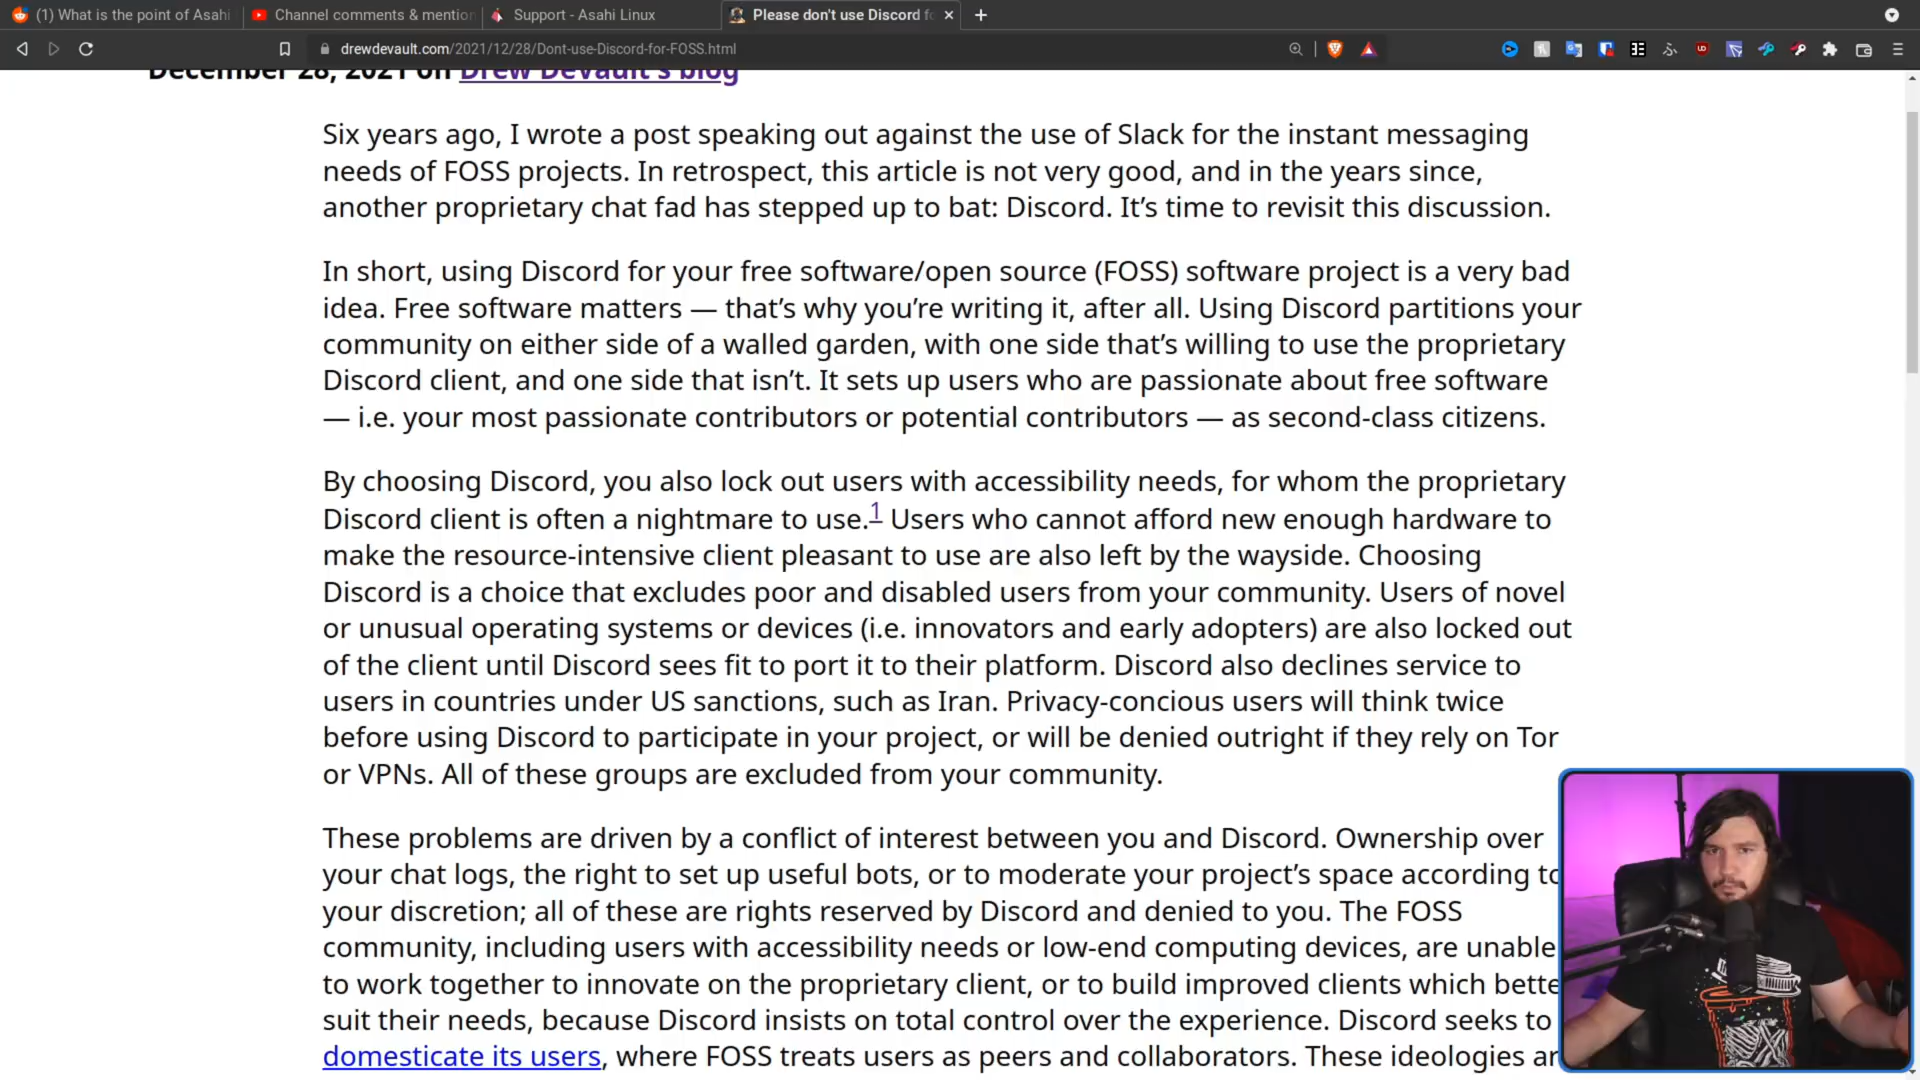 (1) What is the point of Asahi
Channel comments & mention
Support - Asahi Linux
Please don't use Discord fo
drewdevault.com/2021/12/28/Dont-use-Discord-for-FOSS.html
December 28, 2021 on Drew DeVault's blog
Six years ago, I wrote a post speaking out against the use of Slack for the instant messaging
needs of FOSS projects. In retrospect, this article is not very good, and in the years since,
another proprietary chat fad has stepped up to bat: Discord. It’s time to revisit this discussion.
In short, using Discord for your free software/open source (FOSS) software project is a very bad
idea. Free software matters — that’s why you’re writing it, after all. Using Discord partitions your
community on either side of a walled garden, with one side that’s willing to use the proprietary
Discord client, and one side that isn’t. It sets up users who are passionate about free software
— i.e. your most passionate contributors or potential contributors — as second-class citizens.
By choosing Discord, you also lock out users with accessibility needs, for whom the proprietary
Discord client is often a nightmare to use.1 Users who cannot afford new enough hardware to
make the resource-intensive client pleasant to use are also left by the wayside. Choosing
Discord is a choice that excludes poor and disabled users from your community. Users of novel
or unusual operating systems or devices (i.e. innovators and early adopters) are also locked out
of the client until Discord sees fit to port it to their platform. Discord also declines service to
users in countries under US sanctions, such as Iran. Privacy-concious users will think twice
before using Discord to participate in your project, or will be denied outright if they rely on Tor
or VPNs. All of these groups are excluded from your community.
These problems are driven by a conflict of interest between you and Discord. Ownership over
your chat logs, the right to set up useful bots, or to moderate your project’s space according to
your discretion; all of these are rights reserved by Discord and denied to you. The FOSS
community, including users with accessibility needs or low-end computing devices, are unable
to work together to innovate on the proprietary client, or to build improved clients which bette
suit their needs, because Discord insists on total control over the experience. Discord seeks to
domesticate its users, where FOSS treats users as peers and collaborators. These ideologies ar